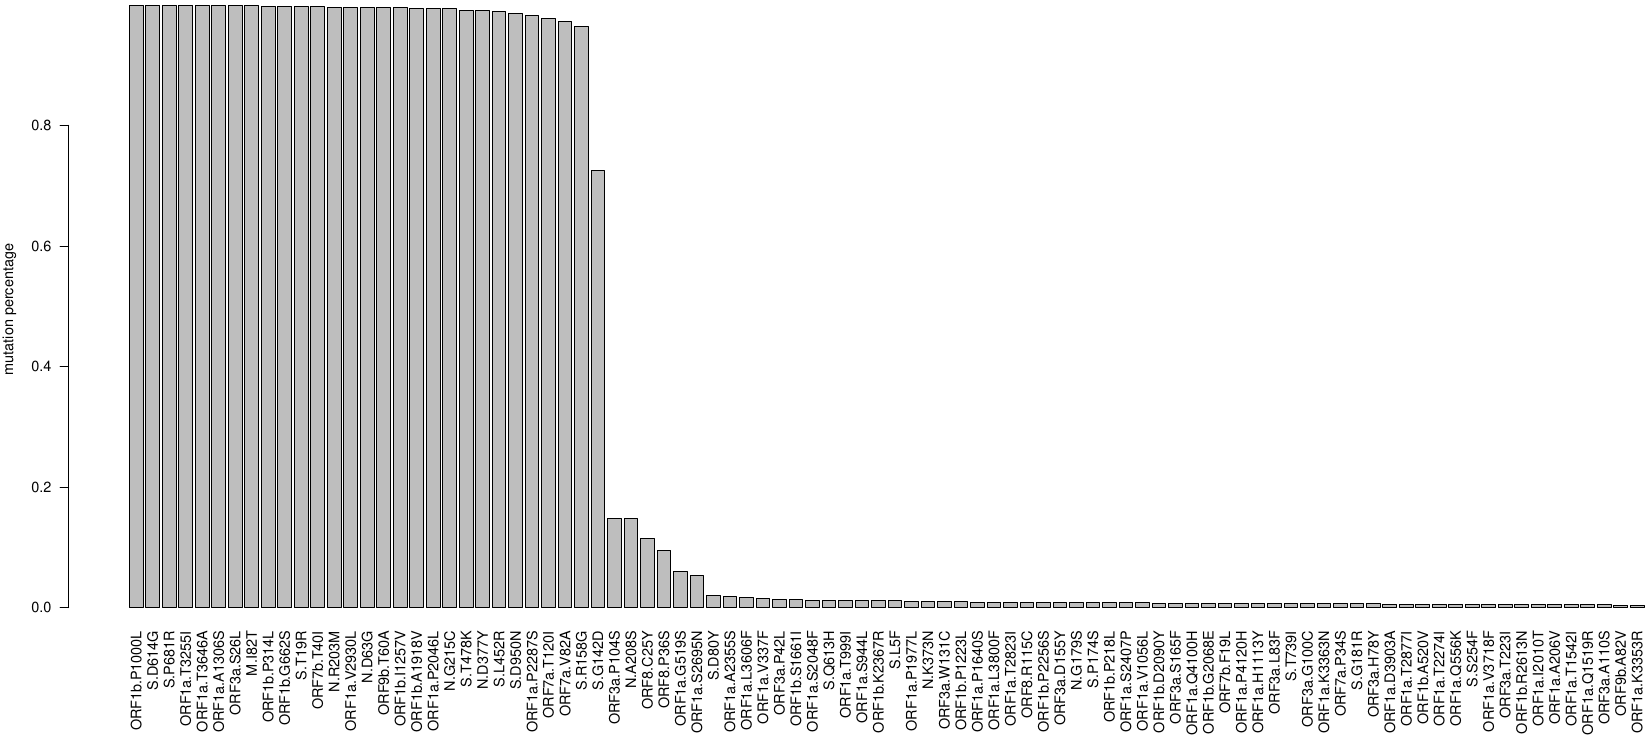 mutation percentage
0.8
0.6
0.4
0.2
0.0
ORF1b.P1000L
S.D614G
S.P681R
ORF1a.T3255I
ORF1a.T3646A
ORF1a.A1306S
ORF3a.S26L
M.I82T
ORF1b.P314L
ORF1b.G662S
S.T19R
ORF7b.T40I
N.R203M
ORF1a.V2930L
N.D63G
ORF9b.T60A
ORF1b.I1257V
ORF1b.A1918V
ORF1a.P2046L
N.G215C
S.T478K
N.D377Y
S.L452R
S.D950N
ORF1a.P2287S
ORF7a.T120I
ORF7a.V82A
S.R158G
S.G142D
ORF3a.P104S
N.A208S
ORF8.C25Y
ORF8.P36S
ORF1a.G519S
ORF1a.S2695N
S.D80Y
ORF1a.A2355S
ORF1a.L3606F
ORF1a.V337F
ORF3a.P42L
ORF1b.S1661I
ORF1a.S2048F
S.Q613H
ORF1a.T999I
ORF1a.S944L
ORF1b.K2367R
S.L5F
ORF1a.P1977L
N.K373N
ORF3a.W131C
ORF1b.P1223L
ORF1a.P1640S
ORF1a.L3800F
ORF1a.T2823I
ORF8.R115C
ORF1b.P2256S
ORF3a.D155Y
N.G179S
S.P174S
ORF1b.P218L
ORF1a.S2407P
ORF1a.V1056L
ORF1b.D2090Y
ORF3a.S165F
ORF1a.Q4100H
ORF1b.G2068E
ORF7b.F19L
ORF1a.P4120H
ORF1a.H1113Y
ORF3a.L83F
S.T739I
ORF3a.G100C
ORF1a.K3363N
ORF7a.P34S
S.G181R
ORF3a.H78Y
ORF1a.D3903A
ORF1a.T2877I
ORF1b.A520V
ORF1a.T2274I
ORF1a.Q556K
S.S254F
ORF1a.V3718F
ORF3a.T223I
ORF1b.R2613N
ORF1a.I2010T
ORF1a.A206V
ORF1a.T1542I
ORF1a.Q1519R
ORF3a.A110S
ORF9b.A82V
ORF1a.K3353R